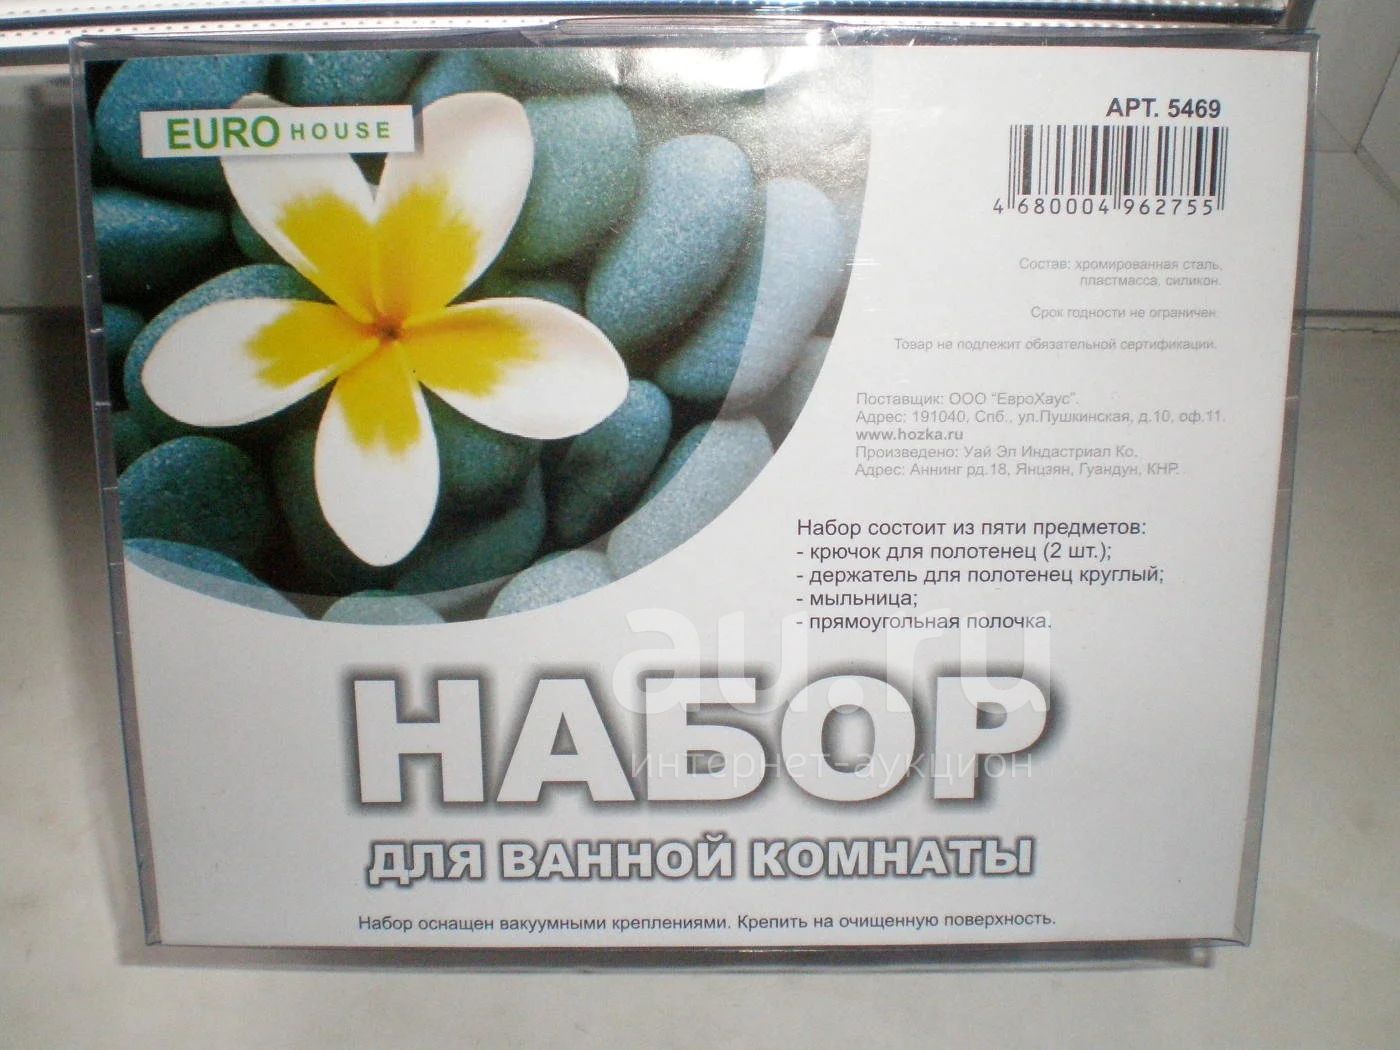 EURO HOUSE
АРТ. 5469
4 680004 962755
Состав: хромированная сталь,
пластмасса, силикон.
Срок годности не ограничен.
Товар не подлежит обязательной сертификации.
Поставщик: ООО "ЕвроХаус".
Адрес: 191040, Спб., ул.Пушкинская, д.10, оф.11.
www.hozka.ru
Произведено: Уай Эл Индастриал Ко.
Адрес: Аннинг рд.18, Янцзян, Гуандун, КНР.
Набор состоит из пяти предметов:
- крючок для полотенец (2 шт.);
- держатель для полотенец круглый;
- мыльница;
- прямоугольная полочка.
au.ru
интернет-аукцион
НАБОР
ДЛЯ ВАННОЙ КОМНАТЫ
Набор оснащен вакуумными креплениями. Крепить на очищенную поверхность.